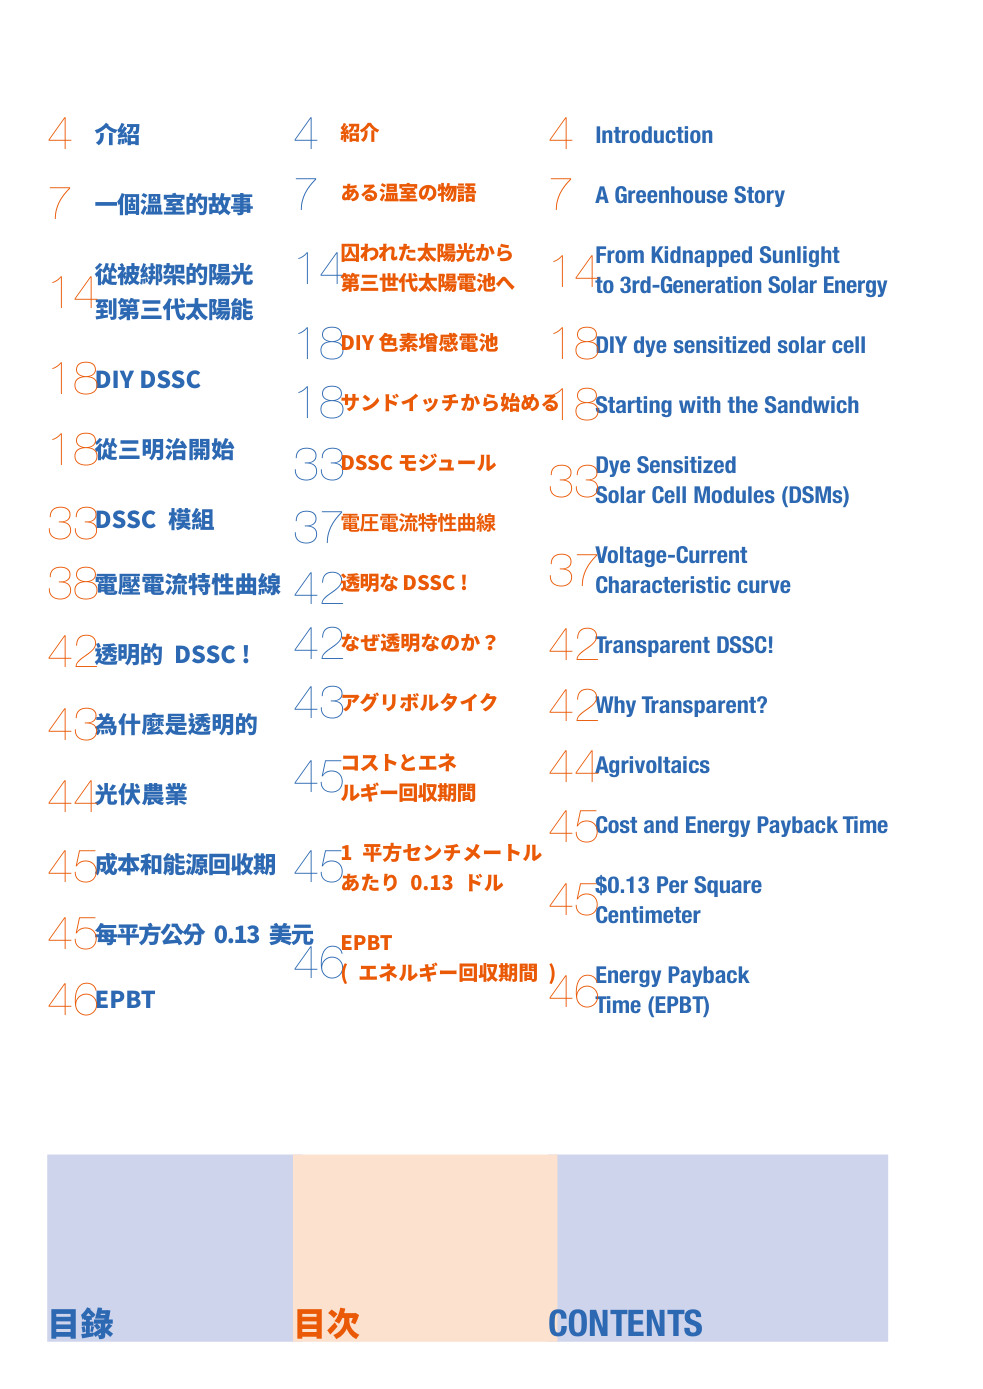 4 介紹
7 一個溫室的故事
14 從被綁架的陽光
到第三代太陽能
18 DIY DSSC
18 從三明治開始
33 DSSC 模組
38 電壓電流特性曲線
42 透明的 DSSC！
43 為什麼是透明的
44 光伏農業
45 成本和能源回收期
45 每平方公分 0.13 美元
46 EPBT
目錄
4 紹介
7 ある温室の物語
14 囚われた太陽光から
第三世代太陽電池へ
18 DIY 色素増感電池
18 サンドイッチから始める
33 DSSC モジュール
37 電圧電流特性曲線
42 透明な DSSC！
42 なぜ透明なのか？
43 アグリボルタイク
45 コストとエネ
ルギー回収期間
45 1 平方センチメートル
あたり 0.13 ドル
46 EPBT
( エネルギー回収期間 )
目次
4 Introduction
7 A Greenhouse Story
14 From Kidnapped Sunlight
to 3rd-Generation Solar Energy
18 DIY dye sensitized solar cell
18 Starting with the Sandwich
33 Dye Sensitized
Solar Cell Modules (DSMs)
37 Voltage-Current
Characteristic curve
42 Transparent DSSC!
42 Why Transparent?
44 Agrivoltaics
45 Cost and Energy Payback Time
45 $0.13 Per Square
Centimeter
46 Energy Payback
Time (EPBT)
CONTENTS